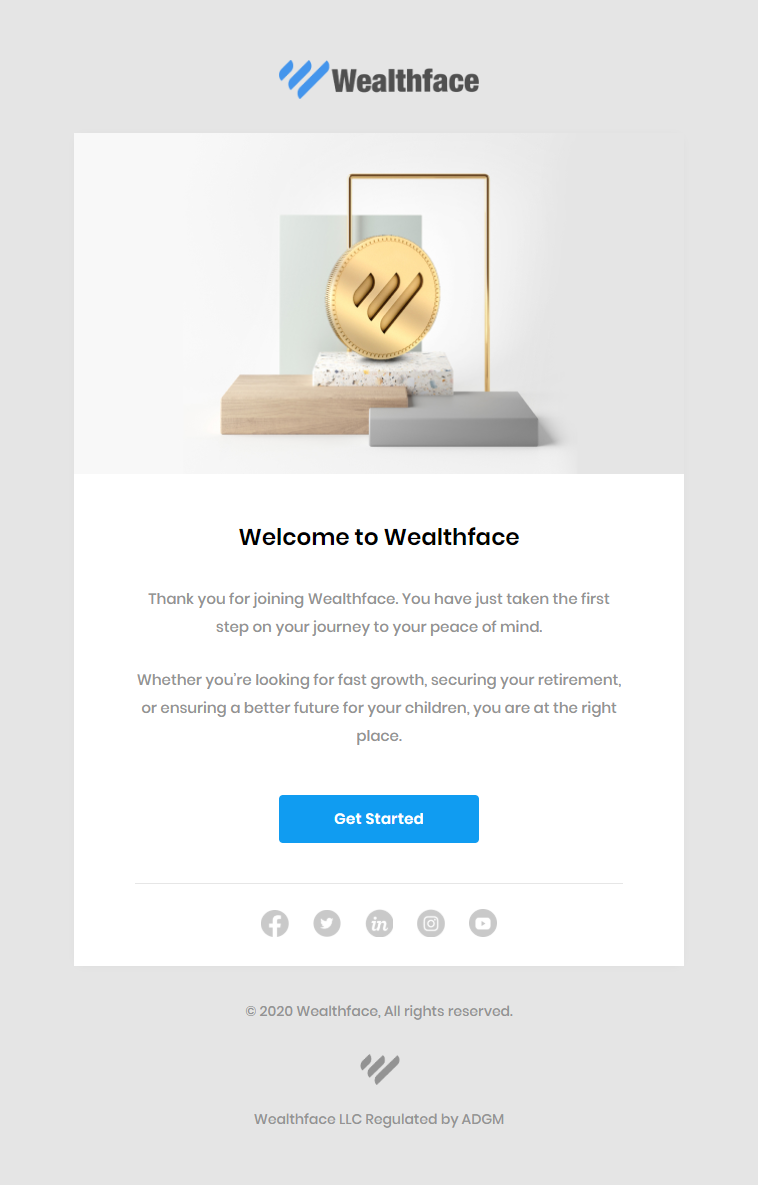 Wealthface
Welcome to Wealthface
Thank you for joining Wealthface. You have just taken the first
step on your journey to your peace of mind.
Whether you're looking for fast growth, securing your retirement,
or ensuring a better future for your children, you are at the right
place.
Get Started
in
© 2020 Wealthface, All rights reserved.
Wealthface LLC Regulated by ADGM